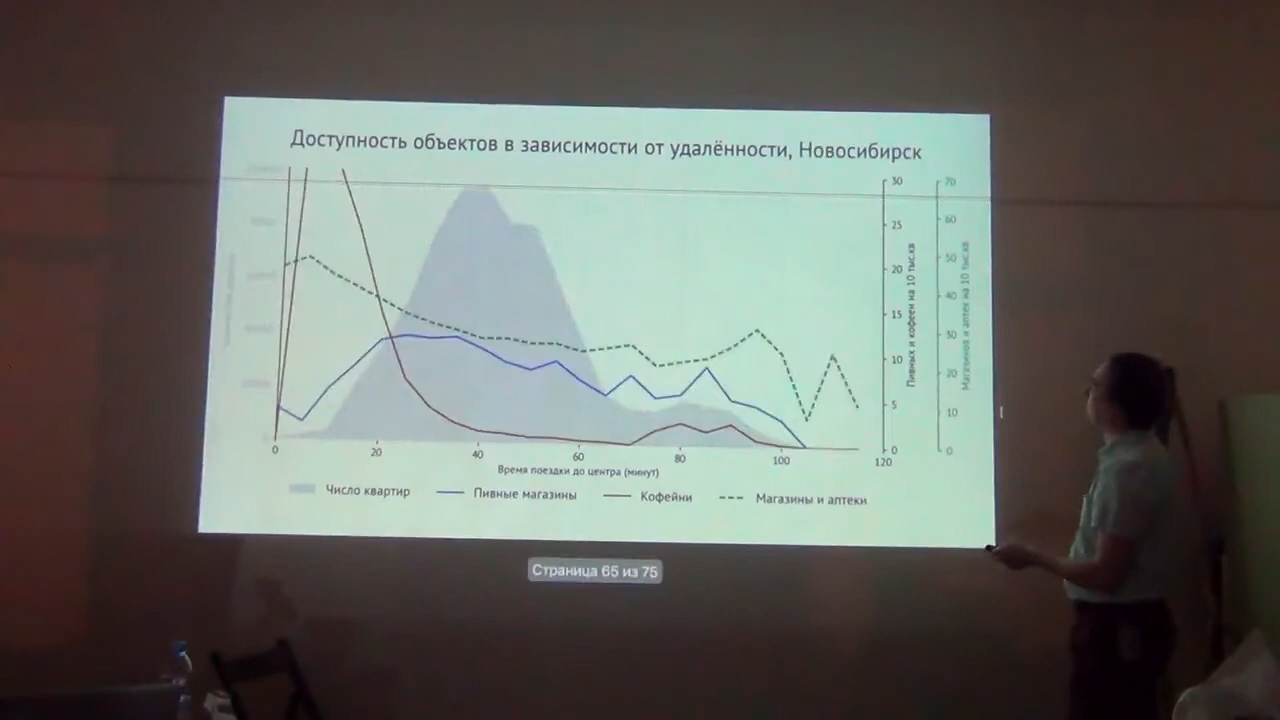 Доступность объектов в зависимости от удалённости, Новосибирск
30
25
20
15
10
5
0
Пивных и кофеен на 10 тыс.кв
70
60
50
40
30
20
10
0
Магазинов и аптек на 10 тыс.кв
0 20 40 60 80 100 120
Время поездки до центра (минут)
Число квартир Пивные магазины Кофейни Магазины и аптеки
Страница 65 из 75